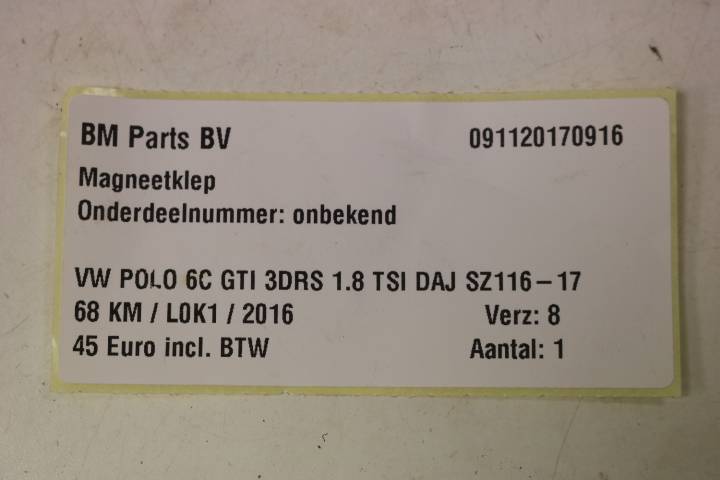 BM Parts BV 091120170916
Magneetklep
Onderdeelnummer: onbekend
VW POLO 6C GTI 3DRS 1.8 TSI DAJ SZ116-17
68 KM / L0K1 / 2016 Verz: 8
45 Euro incl. BTW Aantal: 1